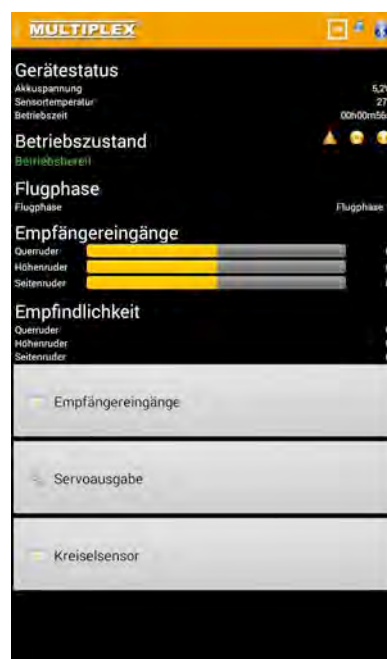 MULTIPLEX
Gerätestatus
Akkuspannung 5,2
Sensortemperatur 27
Betriebszeit 00h00m56
Betriebszustand
Betriebsbereit
Flugphase
Flugphase Flugphase
Empfängereingänge
Querruder
Höhenruder
Seitenruder
Empfindlichkeit
Querruder
Höhenruder
Seitenruder
Empfängereingänge
Servoausgabe
Kreiselsensor